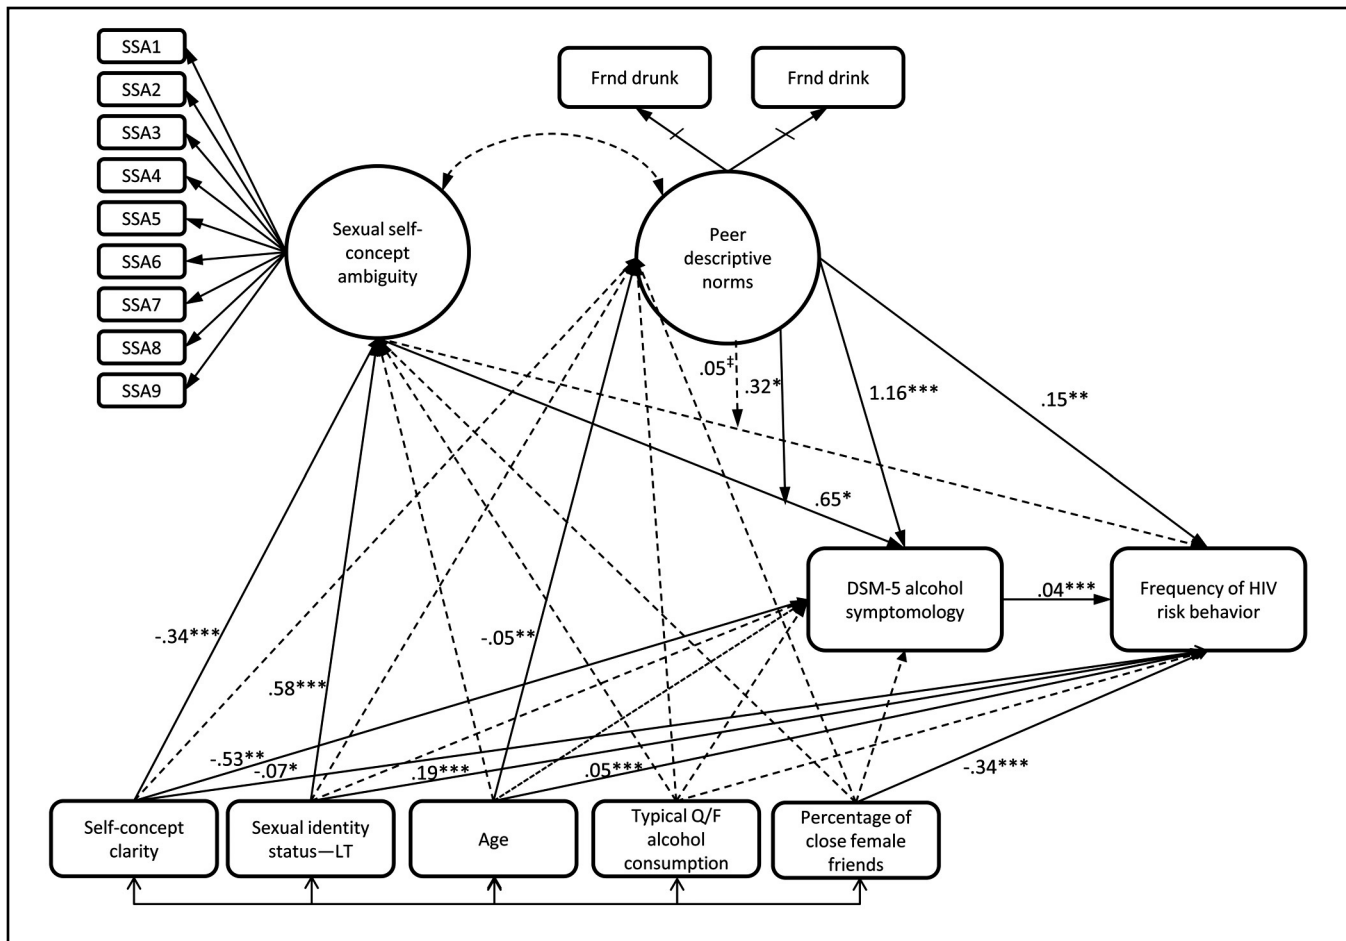 SSA1
SSA2
SSA3
SSA4
SSA5
SSA6
SSA7
SSA8
SSA9
Frnd drunk
Frnd drink
Sexual self-
concept
ambiguity
Peer
descriptive
norms
.05‡
.32*
1.16***
.15**
.65*
DSM-5 alcohol
symptomology
.04***
Frequency of HIV
risk behavior
-.34***
.58***
-.05**
-.53**
-.07*
.19***
.05***
-.34***
Self-concept
clarity
Sexual identity
status—LT
Age
Typical Q/F
alcohol
consumption
Percentage of
close female
friends